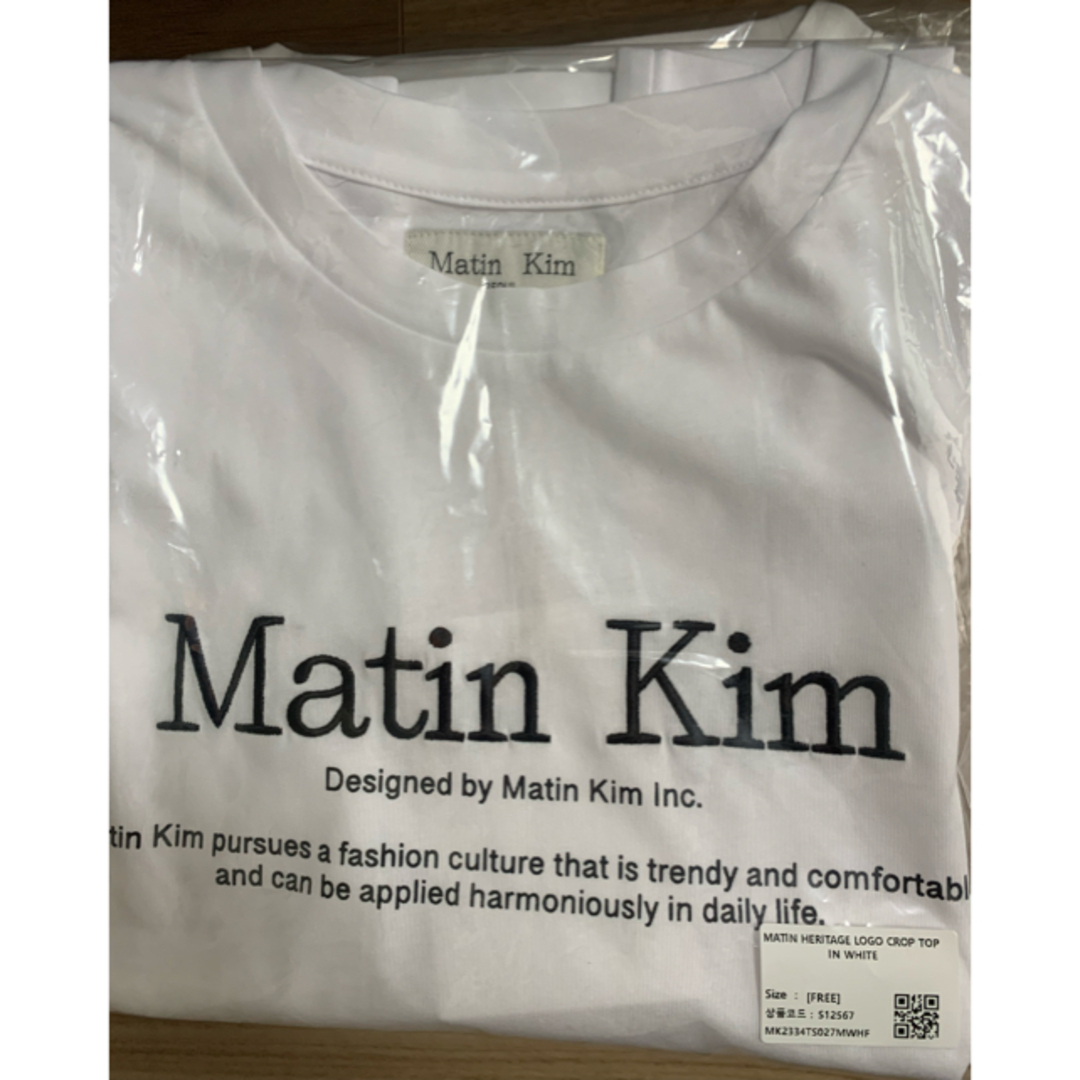 Matin Kim
Matin Kim
Designed by Matin Kim Inc.
tin Kim pursues a fashion culture that is trendy and comfortabl
and can be applied harmoniously in daily life.
MATIN HERITAGE LOGO CROP TOP
IN WHITE
Size : [FREE]
상품코드 : S12567
MK2334TS027MWHF